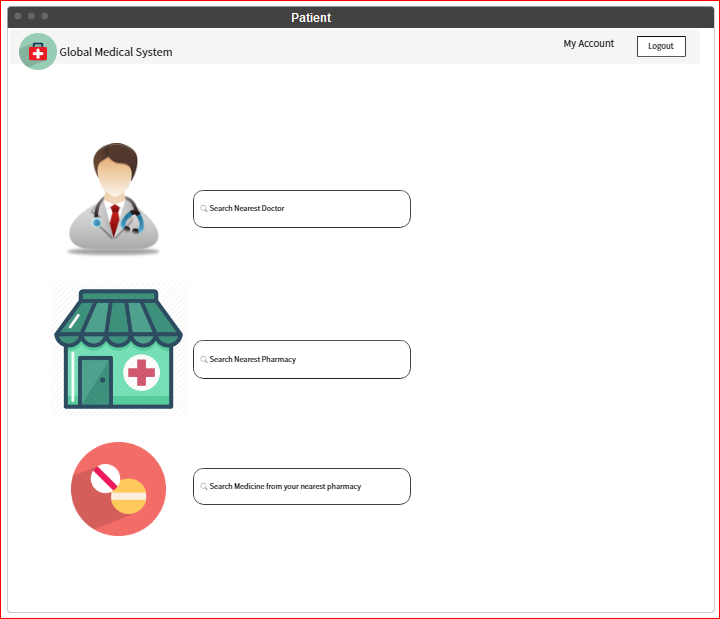 Patient
Global Medical System
My Account
Logout
Search Nearest Doctor
Search Nearest Pharmacy
Search Medicine from your nearest pharmacy